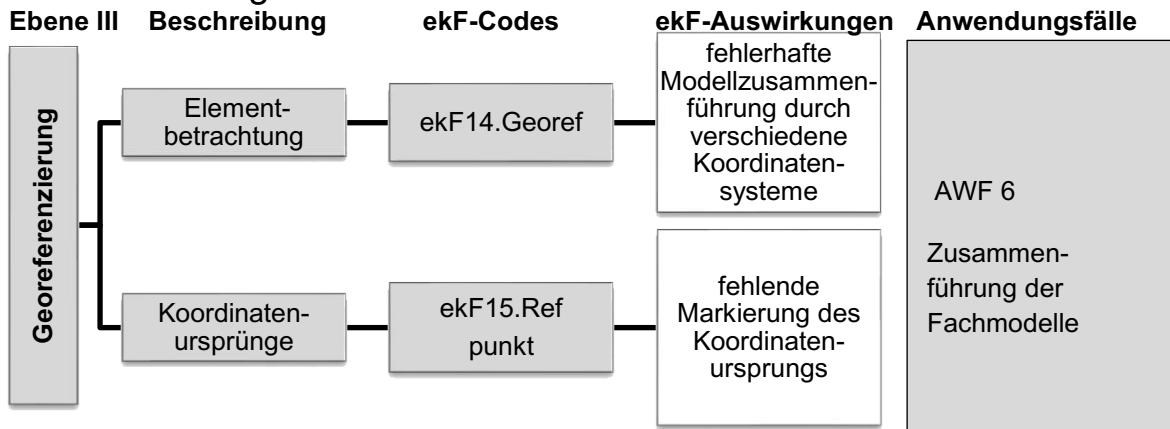 Ebene III Beschreibung ekF-Codes ekF-Auswirkungen Anwendungsfälle
Georeferenzierung
Element-
betrachtung
ekF14.Georef
fehlerhafte
Modellzusammen-
führung durch
verschiedene
Koordinaten-
systeme
Koordinaten-
ursprünge
ekF15.Ref
punkt
fehlende
Markierung des
Koordinaten-
ursprungs
AWF 6
Zusammen-
führung der
Fachmodelle